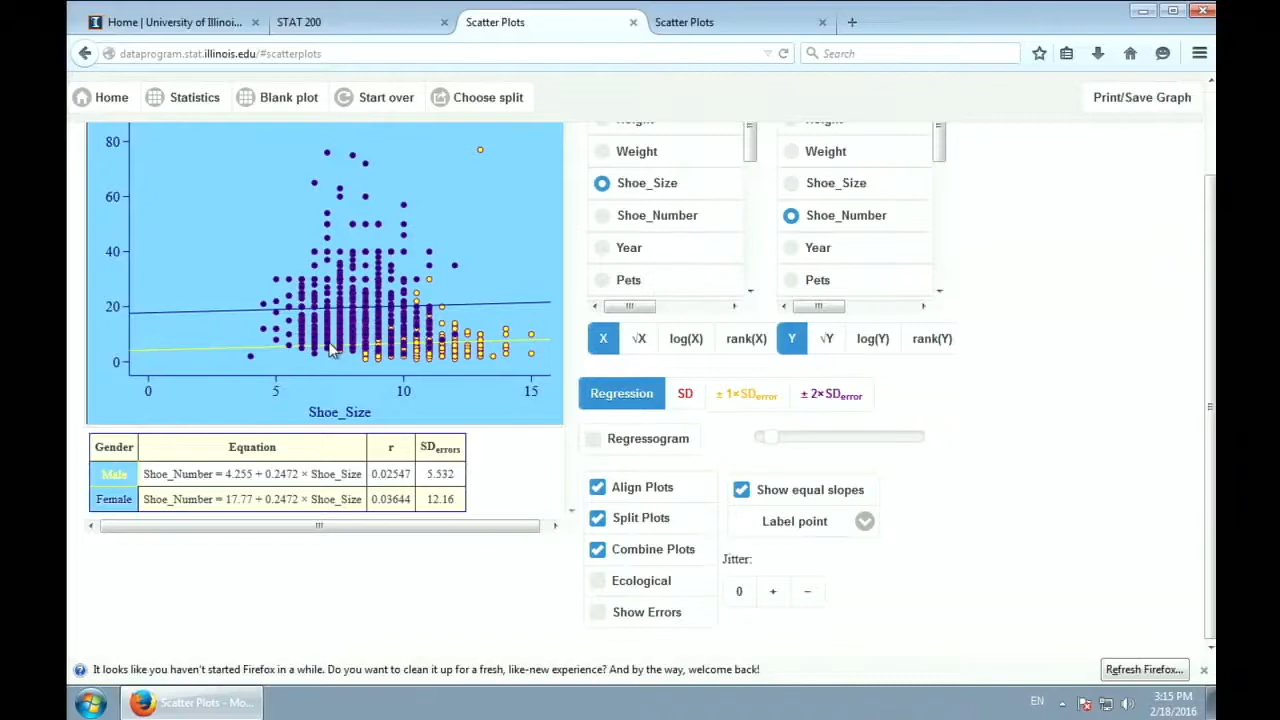 Home | University of Illinoi...
STAT 200
Scatter Plots
Scatter Plots
dataprogram.stat.illinois.edu/#scatterplots
Search
Home
Statistics
Blank plot
Start over
Choose split
Print/Save Graph
80
60
40
20
0
0
5
10
15
Shoe_Size
Weight
Weight
Shoe_Size
Shoe_Size
Shoe_Number
Shoe_Number
Year
Year
Pets
Pets
X
√X
log(X)
rank(X)
Y
√Y
log(Y)
rank(Y)
Regression
SD
± 1×SDerror
± 2×SDerror
Regressogram
Gender Equation r SDerrors
Male Shoe_Number = 4.255 + 0.2472 × Shoe_Size 0.02547 5.532
Female Shoe_Number = 17.77 + 0.2472 × Shoe_Size 0.03644 12.16
Align Plots
Show equal slopes
Split Plots
Label point
Combine Plots
Jitter:
Ecological
0 + −
Show Errors
It looks like you haven't started Firefox in a while. Do you want to clean it up for a fresh, like-new experience? And by the way, welcome back!
Refresh Firefox...
Scatter Plots - Mo...
EN
3:15 PM
2/18/2016